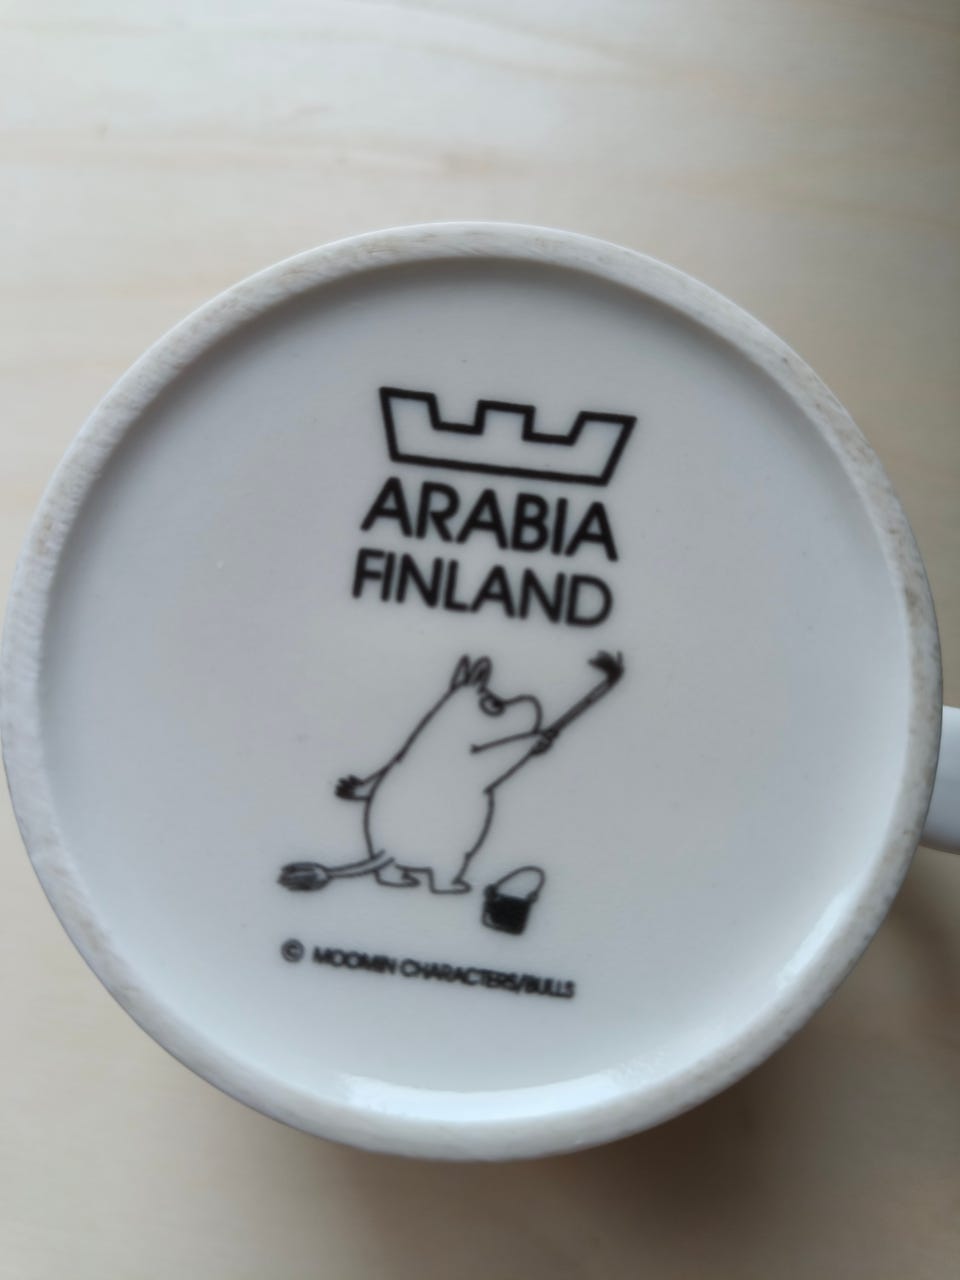 ARABIA
FINLAND
© MOOMIN CHARACTERS/BULLS